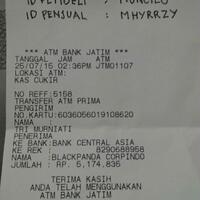 ID PEMBELI : MONCILO
ID PENJUAL : MHYRRZY
*** ATM BANK JATIM ***
TANGGAL JAM ATM
25/07/15 02:36PM JTM01107
LOKASI ATM:
KAS CUKIR
NO REFF:5158
TRANSFER ATM PRIMA
PENGIRIM
NO.KARTU:6036056019108620
NAMA :
TRI MURNIATI
PENERIMA
KE BANK:BANK CENTRAL ASIA
KE REK : 8290688958
NAMA : BLACKPANDA CORPINDO
JUMLAH : RP. 5,174,836
TERIMA KASIH
ANDA TELAH MENGGUNAKAN
ATM BANK JATIM